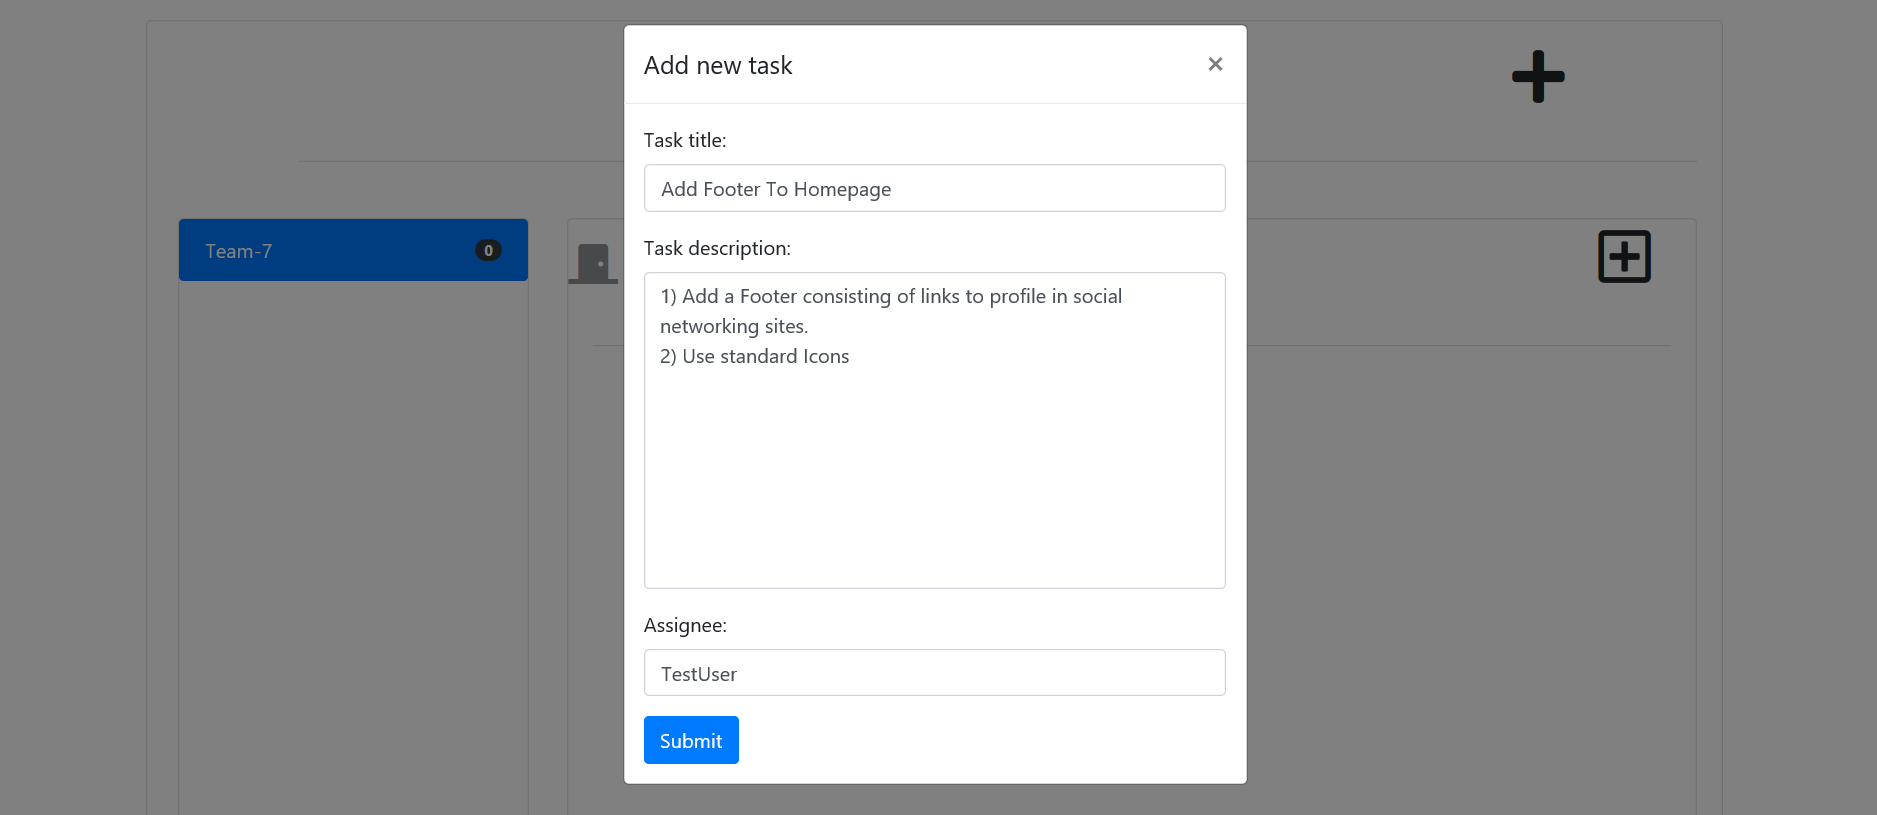 Add new task
×
Task title:
Add Footer To Homepage
Team-7
0
Task description:
1) Add a Footer consisting of links to profile in social
networking sites.
2) Use standard Icons
Assignee:
TestUser
Submit